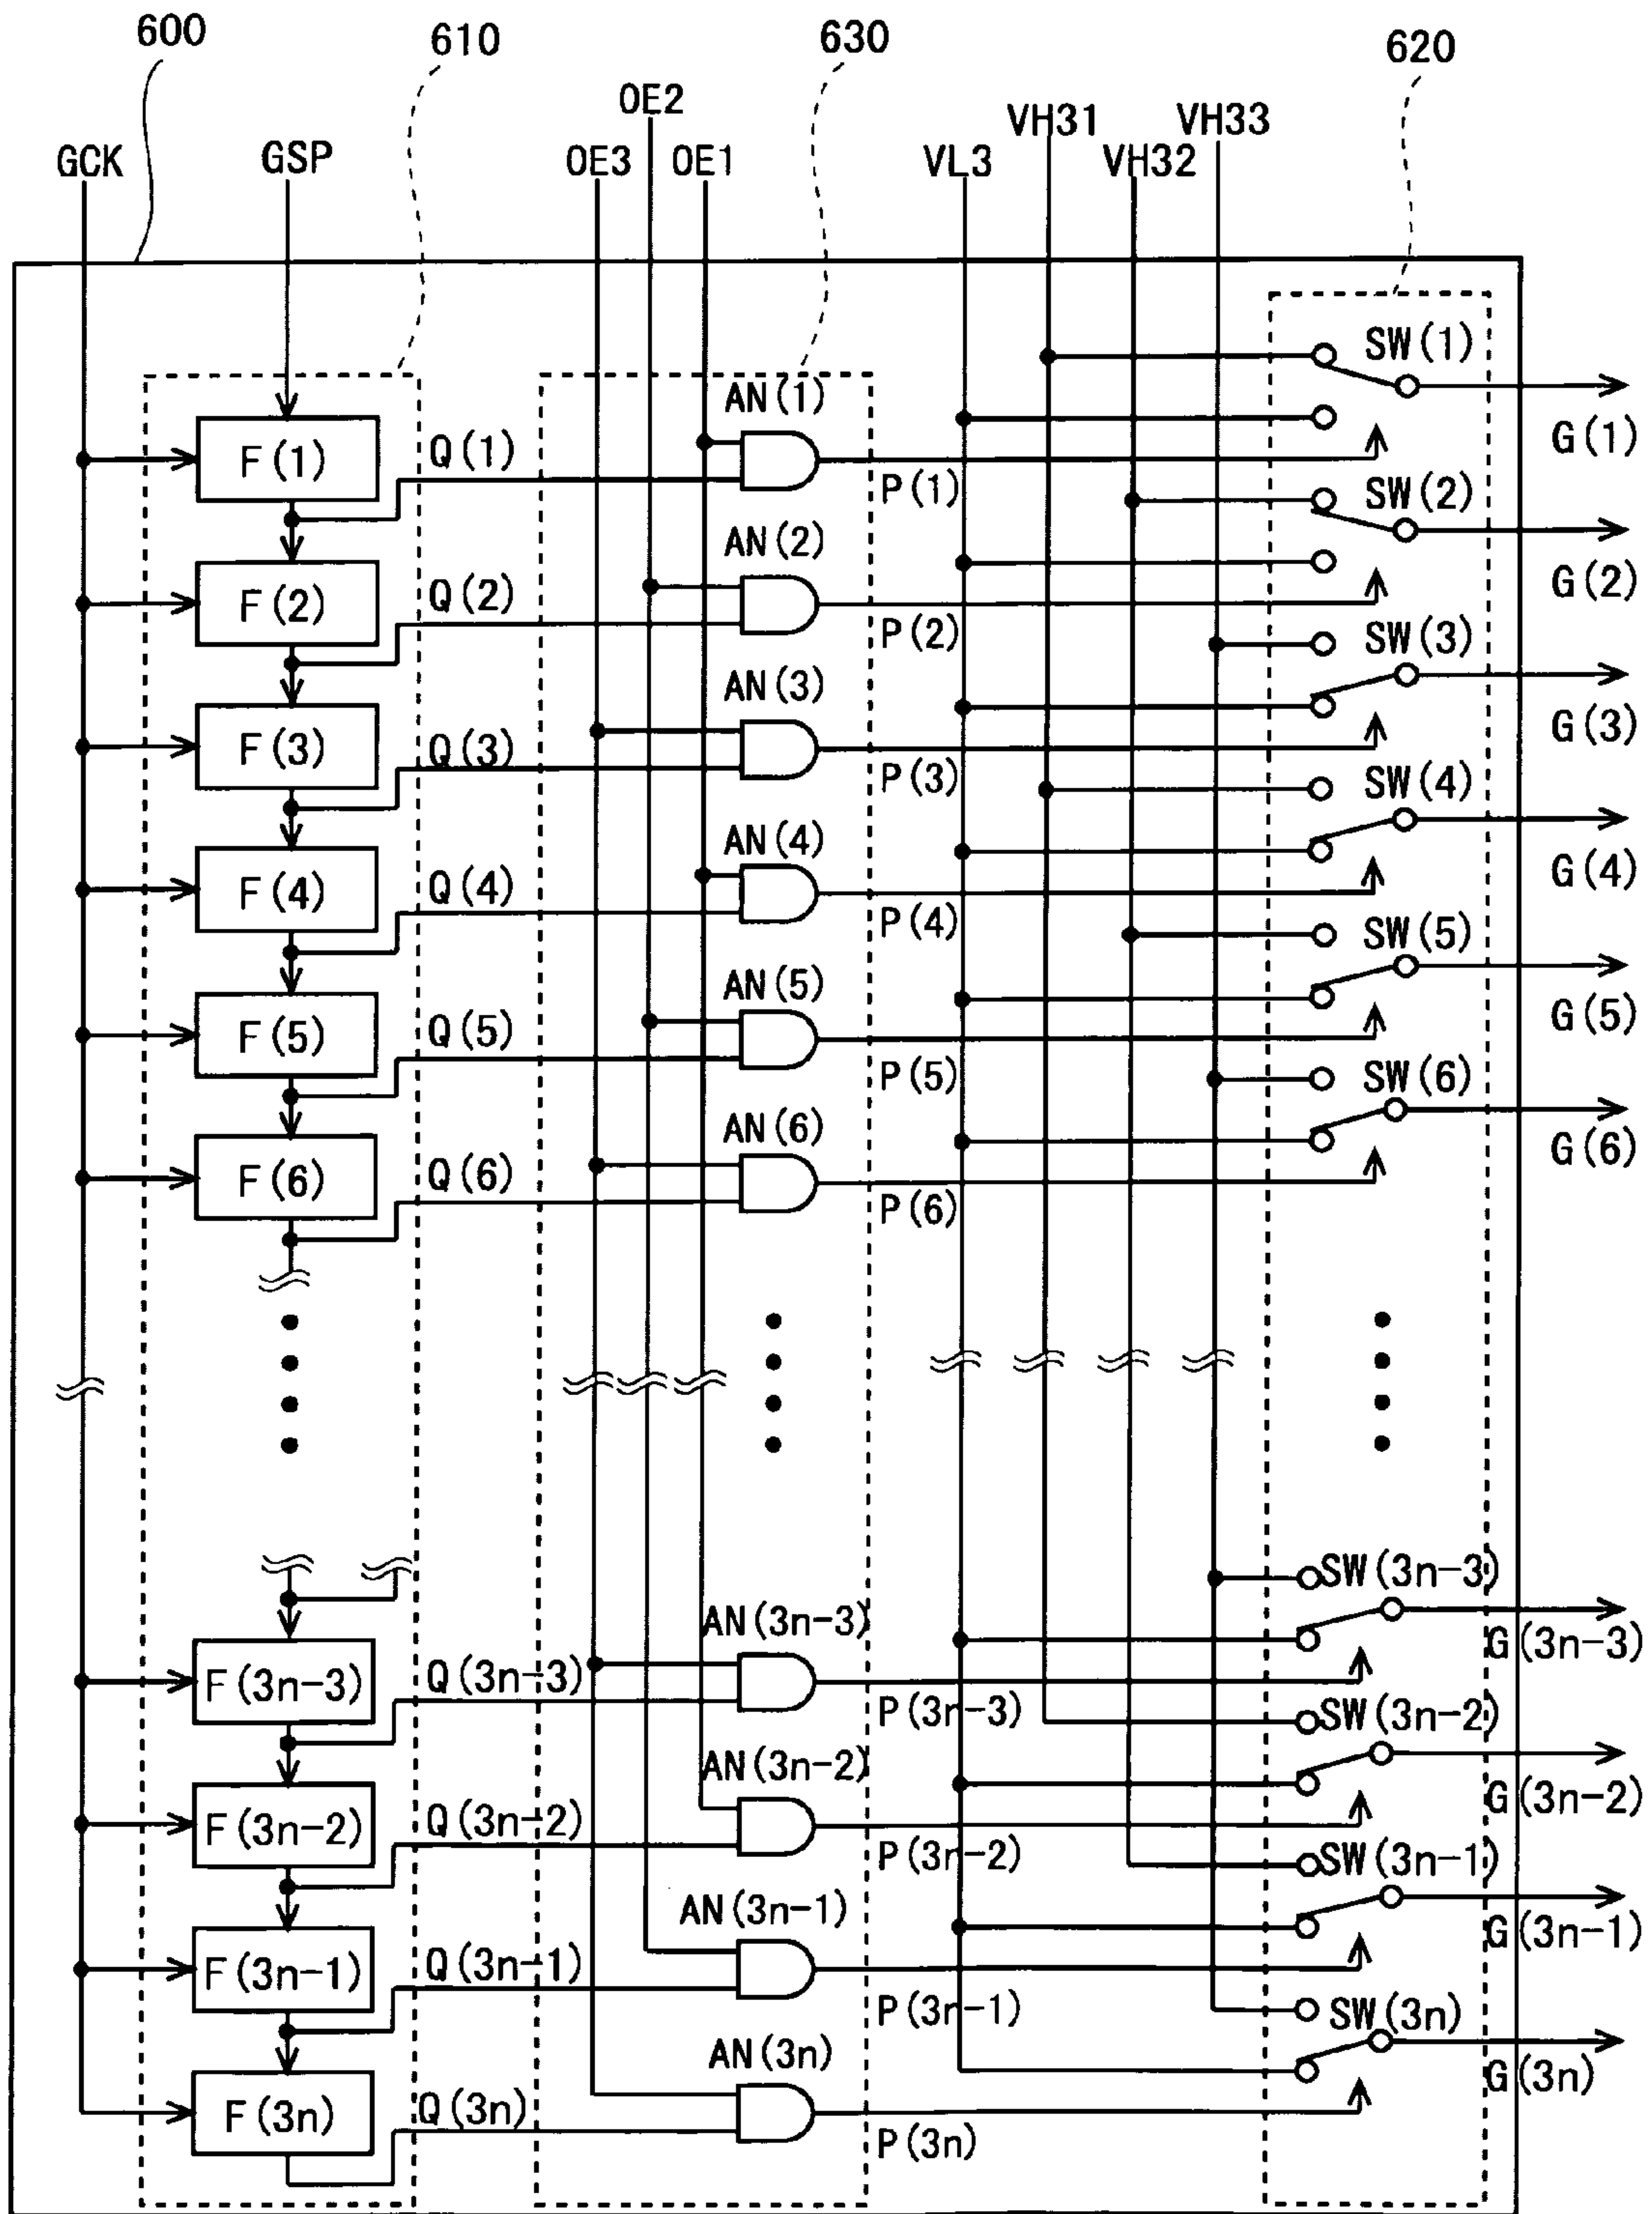 600 610 630 620
GCK GSP OE3 OE2 OE1 VL3 VH31 VH32 VH33
SW(1)
F(1) Q(1) AN(1) P(1) G(1)
SW(2)
F(2) Q(2) AN(2) P(2) G(2)
SW(3)
F(3) Q(3) AN(3) P(3) G(3)
SW(4)
F(4) Q(4) AN(4) P(4) G(4)
SW(5)
F(5) Q(5) AN(5) P(5) G(5)
SW(6)
F(6) Q(6) AN(6) P(6) G(6)
SW(3n-3)
F(3n-3) Q(3n-3) AN(3n-3) P(3n-3) G(3n-3)
SW(3n-2)
F(3n-2) Q(3n-2) AN(3n-2) P(3n-2) G(3n-2)
SW(3n-1)
F(3n-1) Q(3n-1) AN(3n-1) P(3n-1) G(3n-1)
SW(3n)
F(3n) Q(3n) AN(3n) P(3n) G(3n)